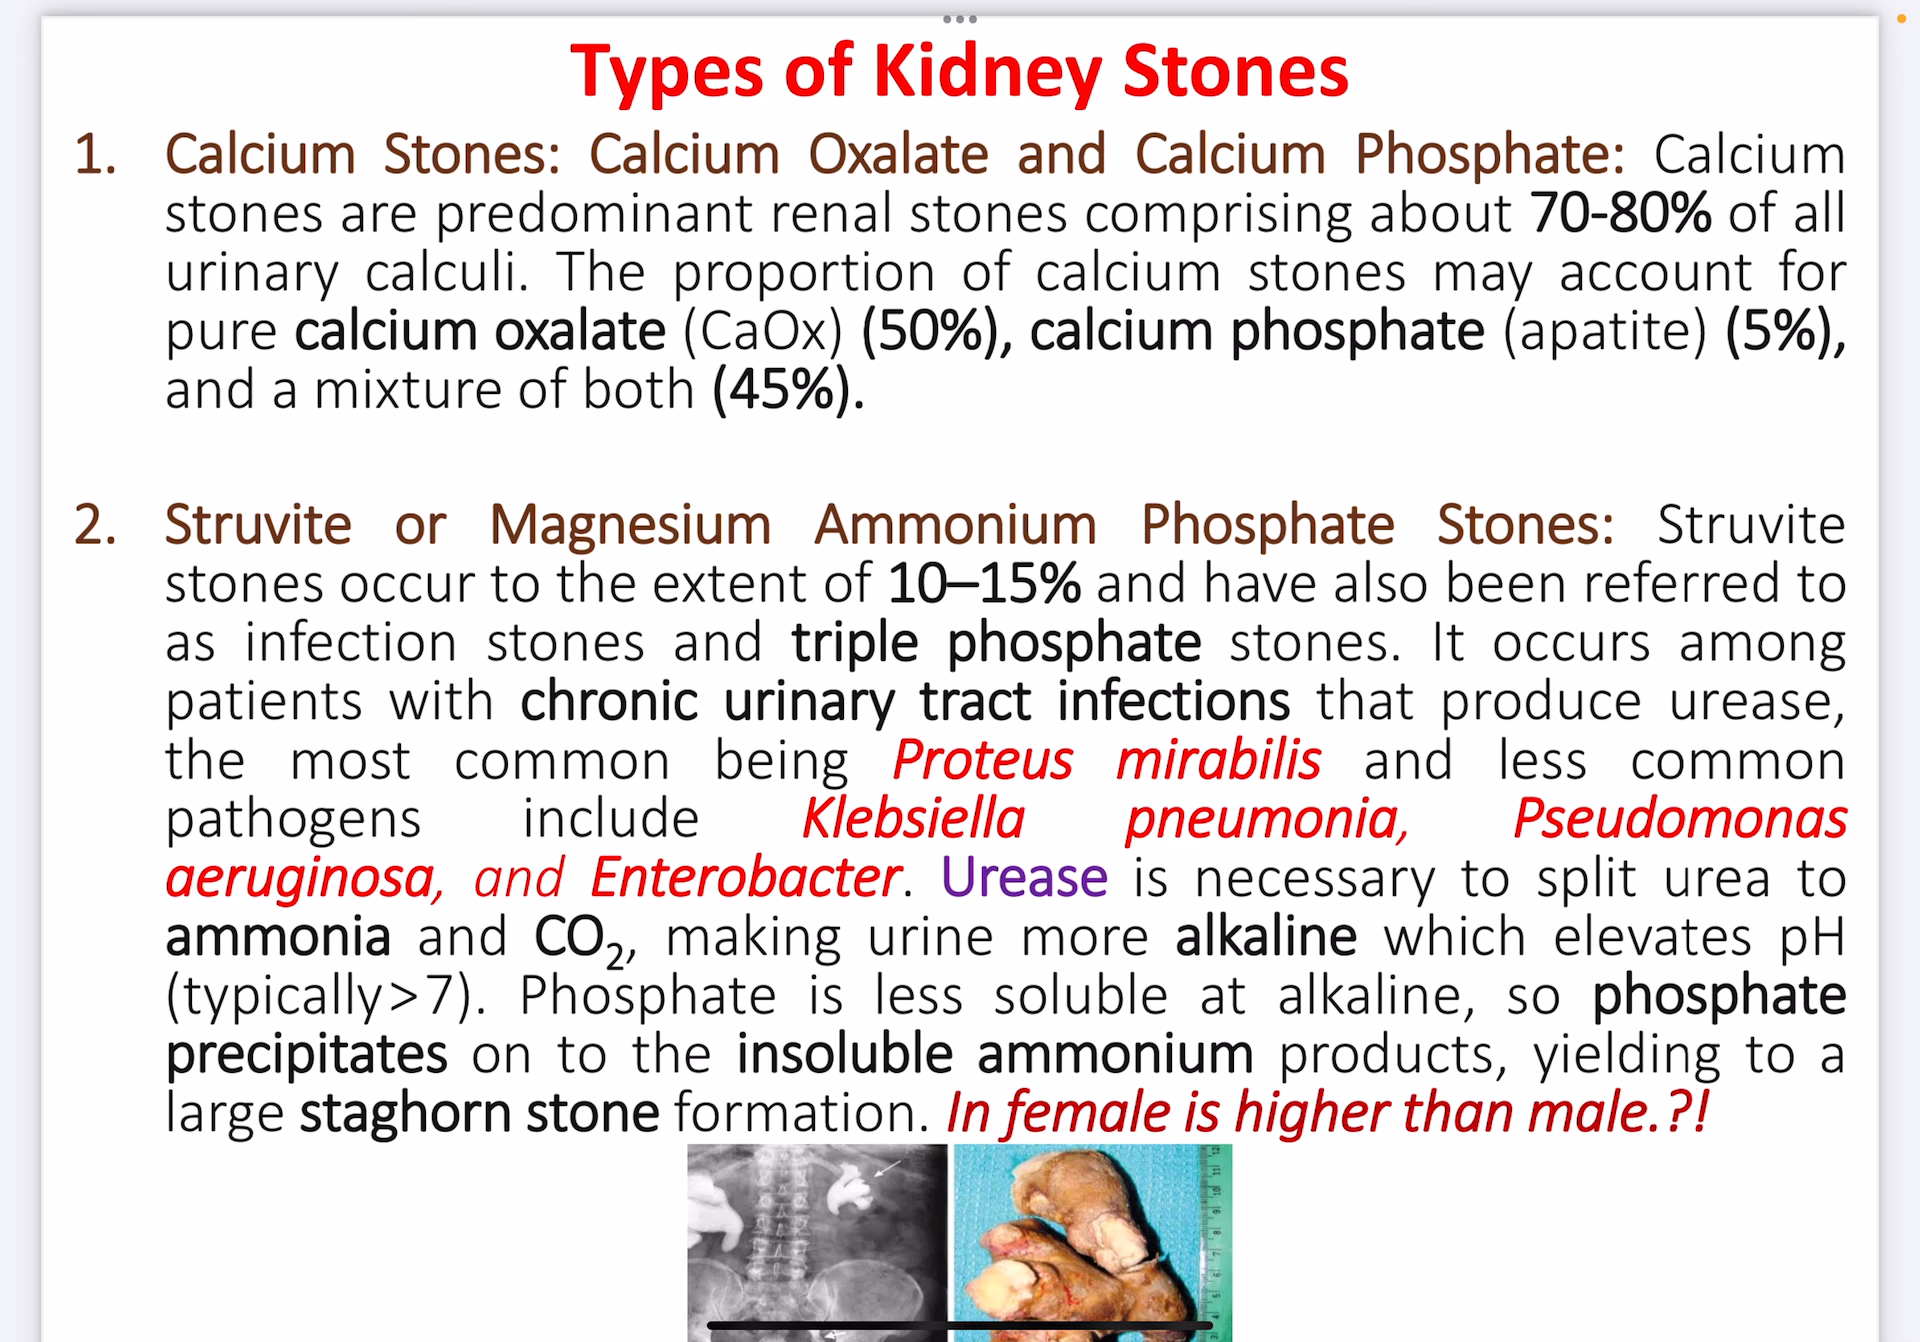 Types of Kidney Stones
1. Calcium Stones: Calcium Oxalate and Calcium Phosphate: Calcium
stones are predominant renal stones comprising about 70-80% of all
urinary calculi. The proportion of calcium stones may account for
pure calcium oxalate (CaOx) (50%), calcium phosphate (apatite) (5%),
and a mixture of both (45%).
2. Struvite or Magnesium Ammonium Phosphate Stones: Struvite
stones occur to the extent of 10–15% and have also been referred to
as infection stones and triple phosphate stones. It occurs among
patients with chronic urinary tract infections that produce urease,
the most common being Proteus mirabilis and less common
pathogens include Klebsiella pneumonia, Pseudomonas
aeruginosa, and Enterobacter. Urease is necessary to split urea to
ammonia and CO₂, making urine more alkaline which elevates pH
(typically>7). Phosphate is less soluble at alkaline, so phosphate
precipitates on to the insoluble ammonium products, yielding to a
large staghorn stone formation. In female is higher than male.?!